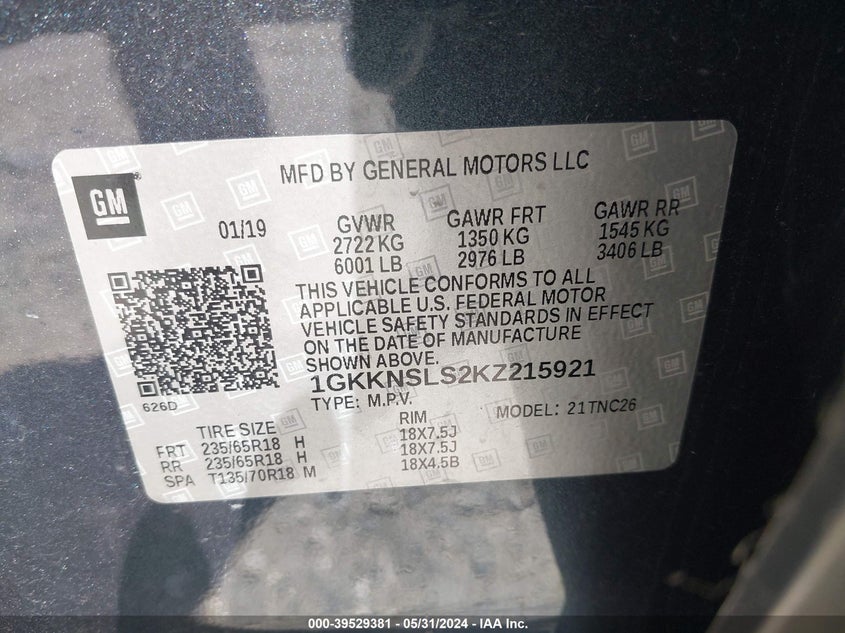 MFD BY GENERAL MOTORS LLC
GM
01/19
GVWR GAWR FRT GAWR RR
2722 KG 1350 KG 1545 KG
6001 LB 2976 LB 3406 LB
THIS VEHICLE CONFORMS TO ALL
APPLICABLE U.S. FEDERAL MOTOR
VEHICLE SAFETY STANDARDS IN EFFECT
ON THE DATE OF MANUFACTURE
SHOWN ABOVE.
1GKKNSLS2KZ215921
626D
TYPE: M.P.V. MODEL: 21TNC26
TIRE SIZE RIM
FRT 235/65R18 H 18X7.5J
RR 235/65R18 H 18X7.5J
SPA T135/70R18 M 18X4.5B
000-39529381 - 05/31/2024 - IAA Inc.